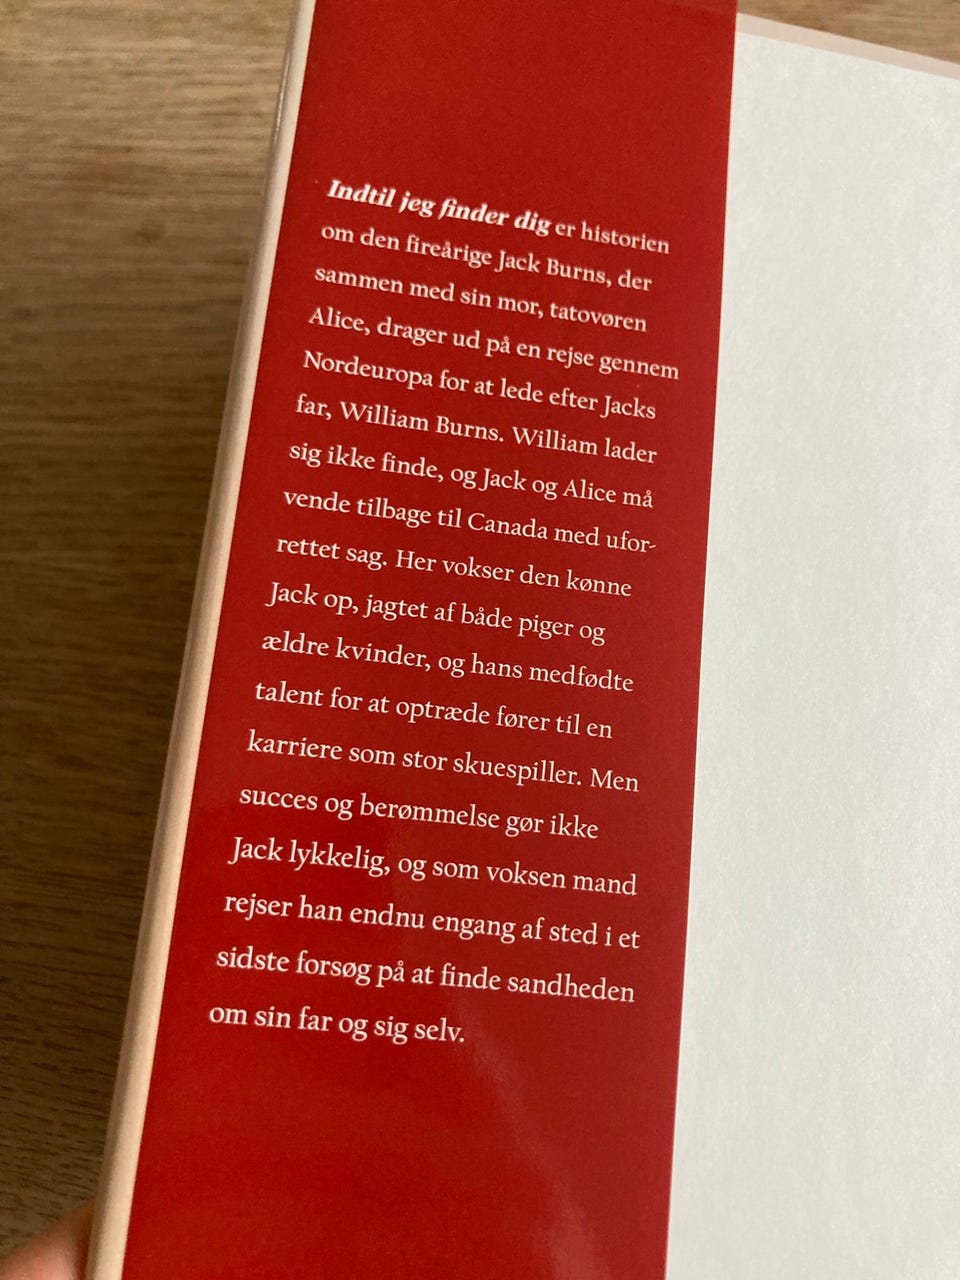 Indtil jeg finder dig er historien
om den fireårige Jack Burns, der
sammen med sin mor, tatovøren
Alice, drager ud på en rejse gennem
Nordeuropa for at lede efter Jacks
far, William Burns. William lader
sig ikke finde, og Jack og Alice må
vende tilbage til Canada med ufor-
rettet sag. Her vokser den kønne
Jack op, jagtet af både piger og
ældre kvinder, og hans medfødte
talent for at optræde fører til en
karriere som stor skuespiller. Men
succes og berømmelse gør ikke
Jack lykkelig, og som voksen mand
rejser han endnu engang af sted i et
sidste forsøg på at finde sandheden
om sin far og sig selv.